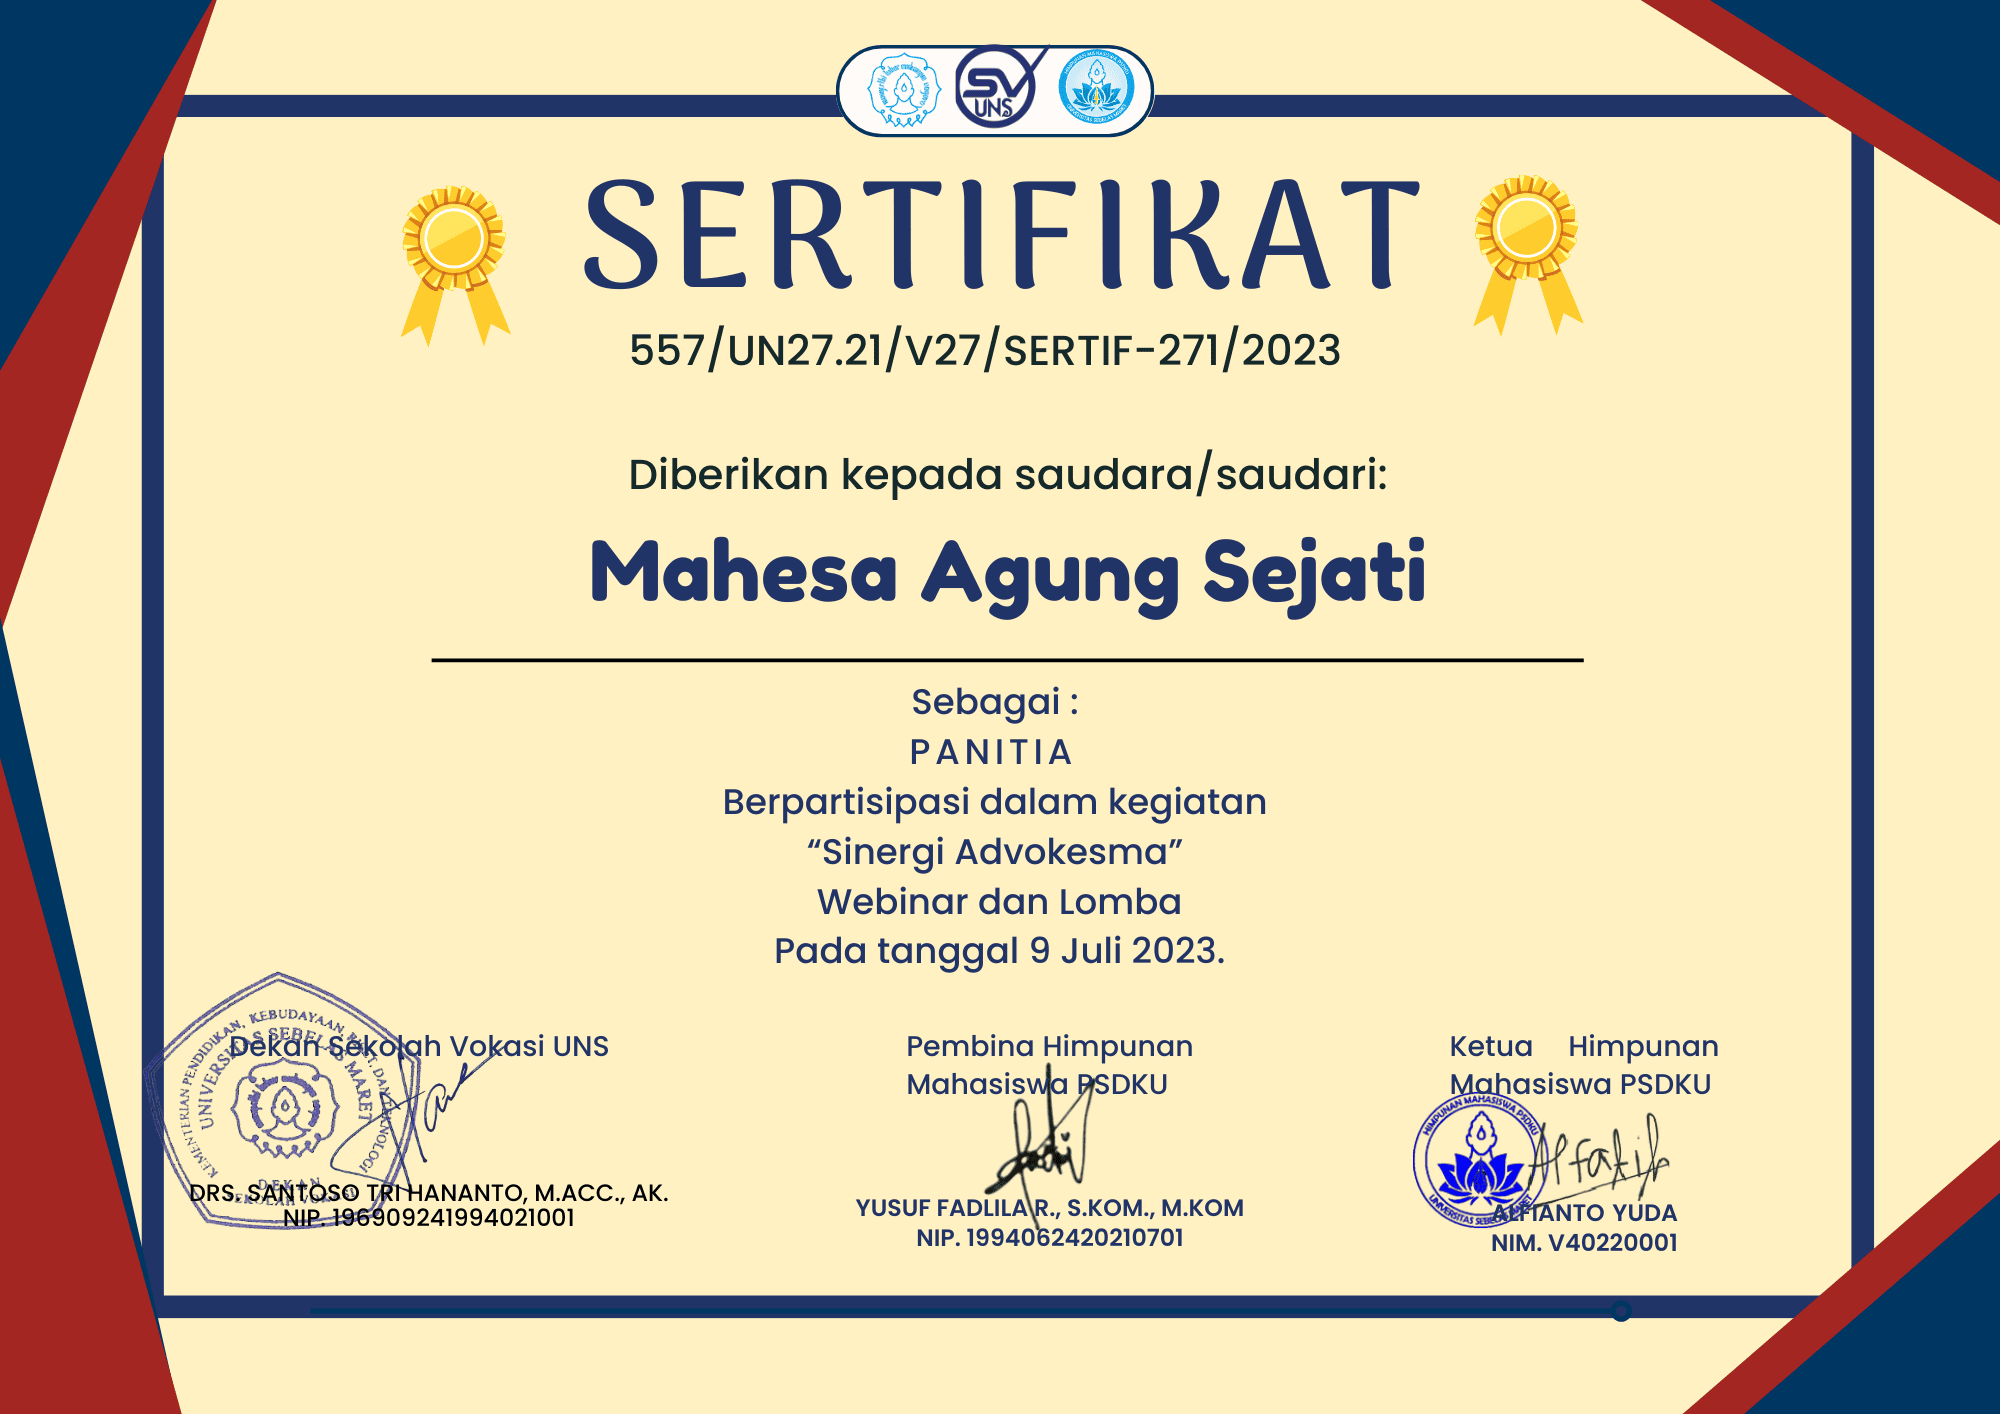 SV
UNS
SERTIFIKAT
557/UN27.21/V27/SERTIF-271/2023
Diberikan kepada saudara/saudari:
Mahesa Agung Sejati
Sebagai :
PANITIA
Berpartisipasi dalam kegiatan
“Sinergi Advokesma”
Webinar dan Lomba
Pada tanggal 9 Juli 2023.
Dekan Sekolah Vokasi UNS
KEMENTERIAN PENDIDIKAN, KEBUDAYAAN, RISET, DAN TEKNOLOGI
UNIVERSITAS SEBELAS MARET
DEKAN
SEKOLAH VOKASI
DRS. SANTOSO TRI HANANTO, M.ACC., AK.
NIP. 196909241994021001
Pembina Himpunan
Mahasiswa PSDKU
YUSUF FADLILA R., S.KOM., M.KOM
NIP. 1994062420210701
Ketua Himpunan
Mahasiswa PSDKU
HIMPUNAN MAHASISWA PSDKU
UNIVERSITAS SEBELAS MARET
ALFIANTO YUDA
NIM. V40220001